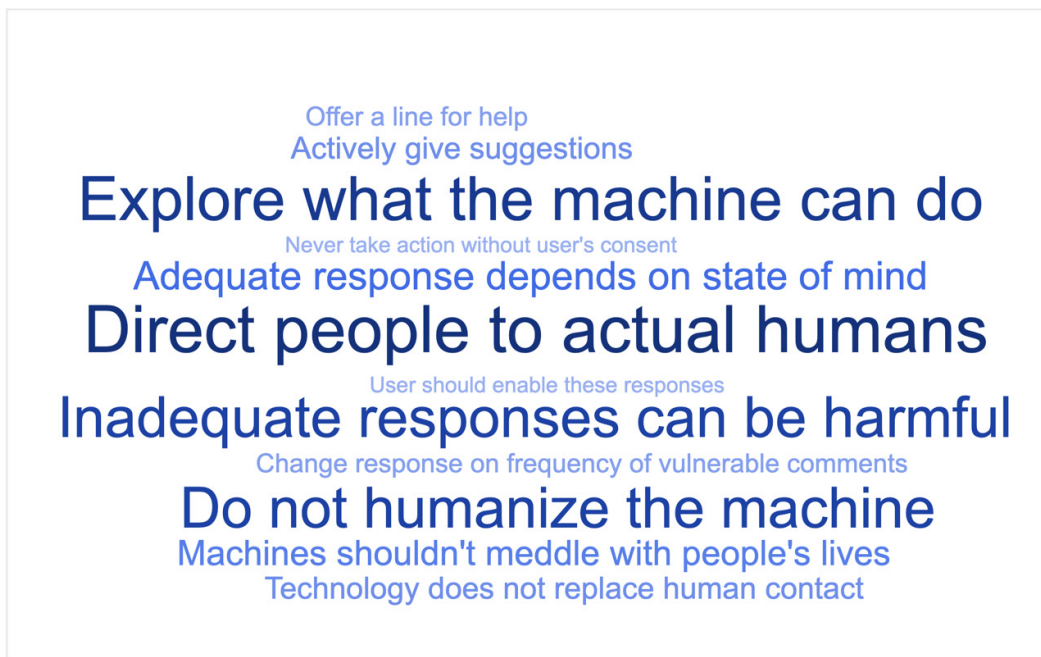 Offer a line for help
Actively give suggestions
Explore what the machine can do
Never take action without user's consent
Adequate response depends on state of mind
Direct people to actual humans
User should enable these responses
Inadequate responses can be harmful
Change response on frequency of vulnerable comments
Do not humanize the machine
Machines shouldn't meddle with people's lives
Technology does not replace human contact